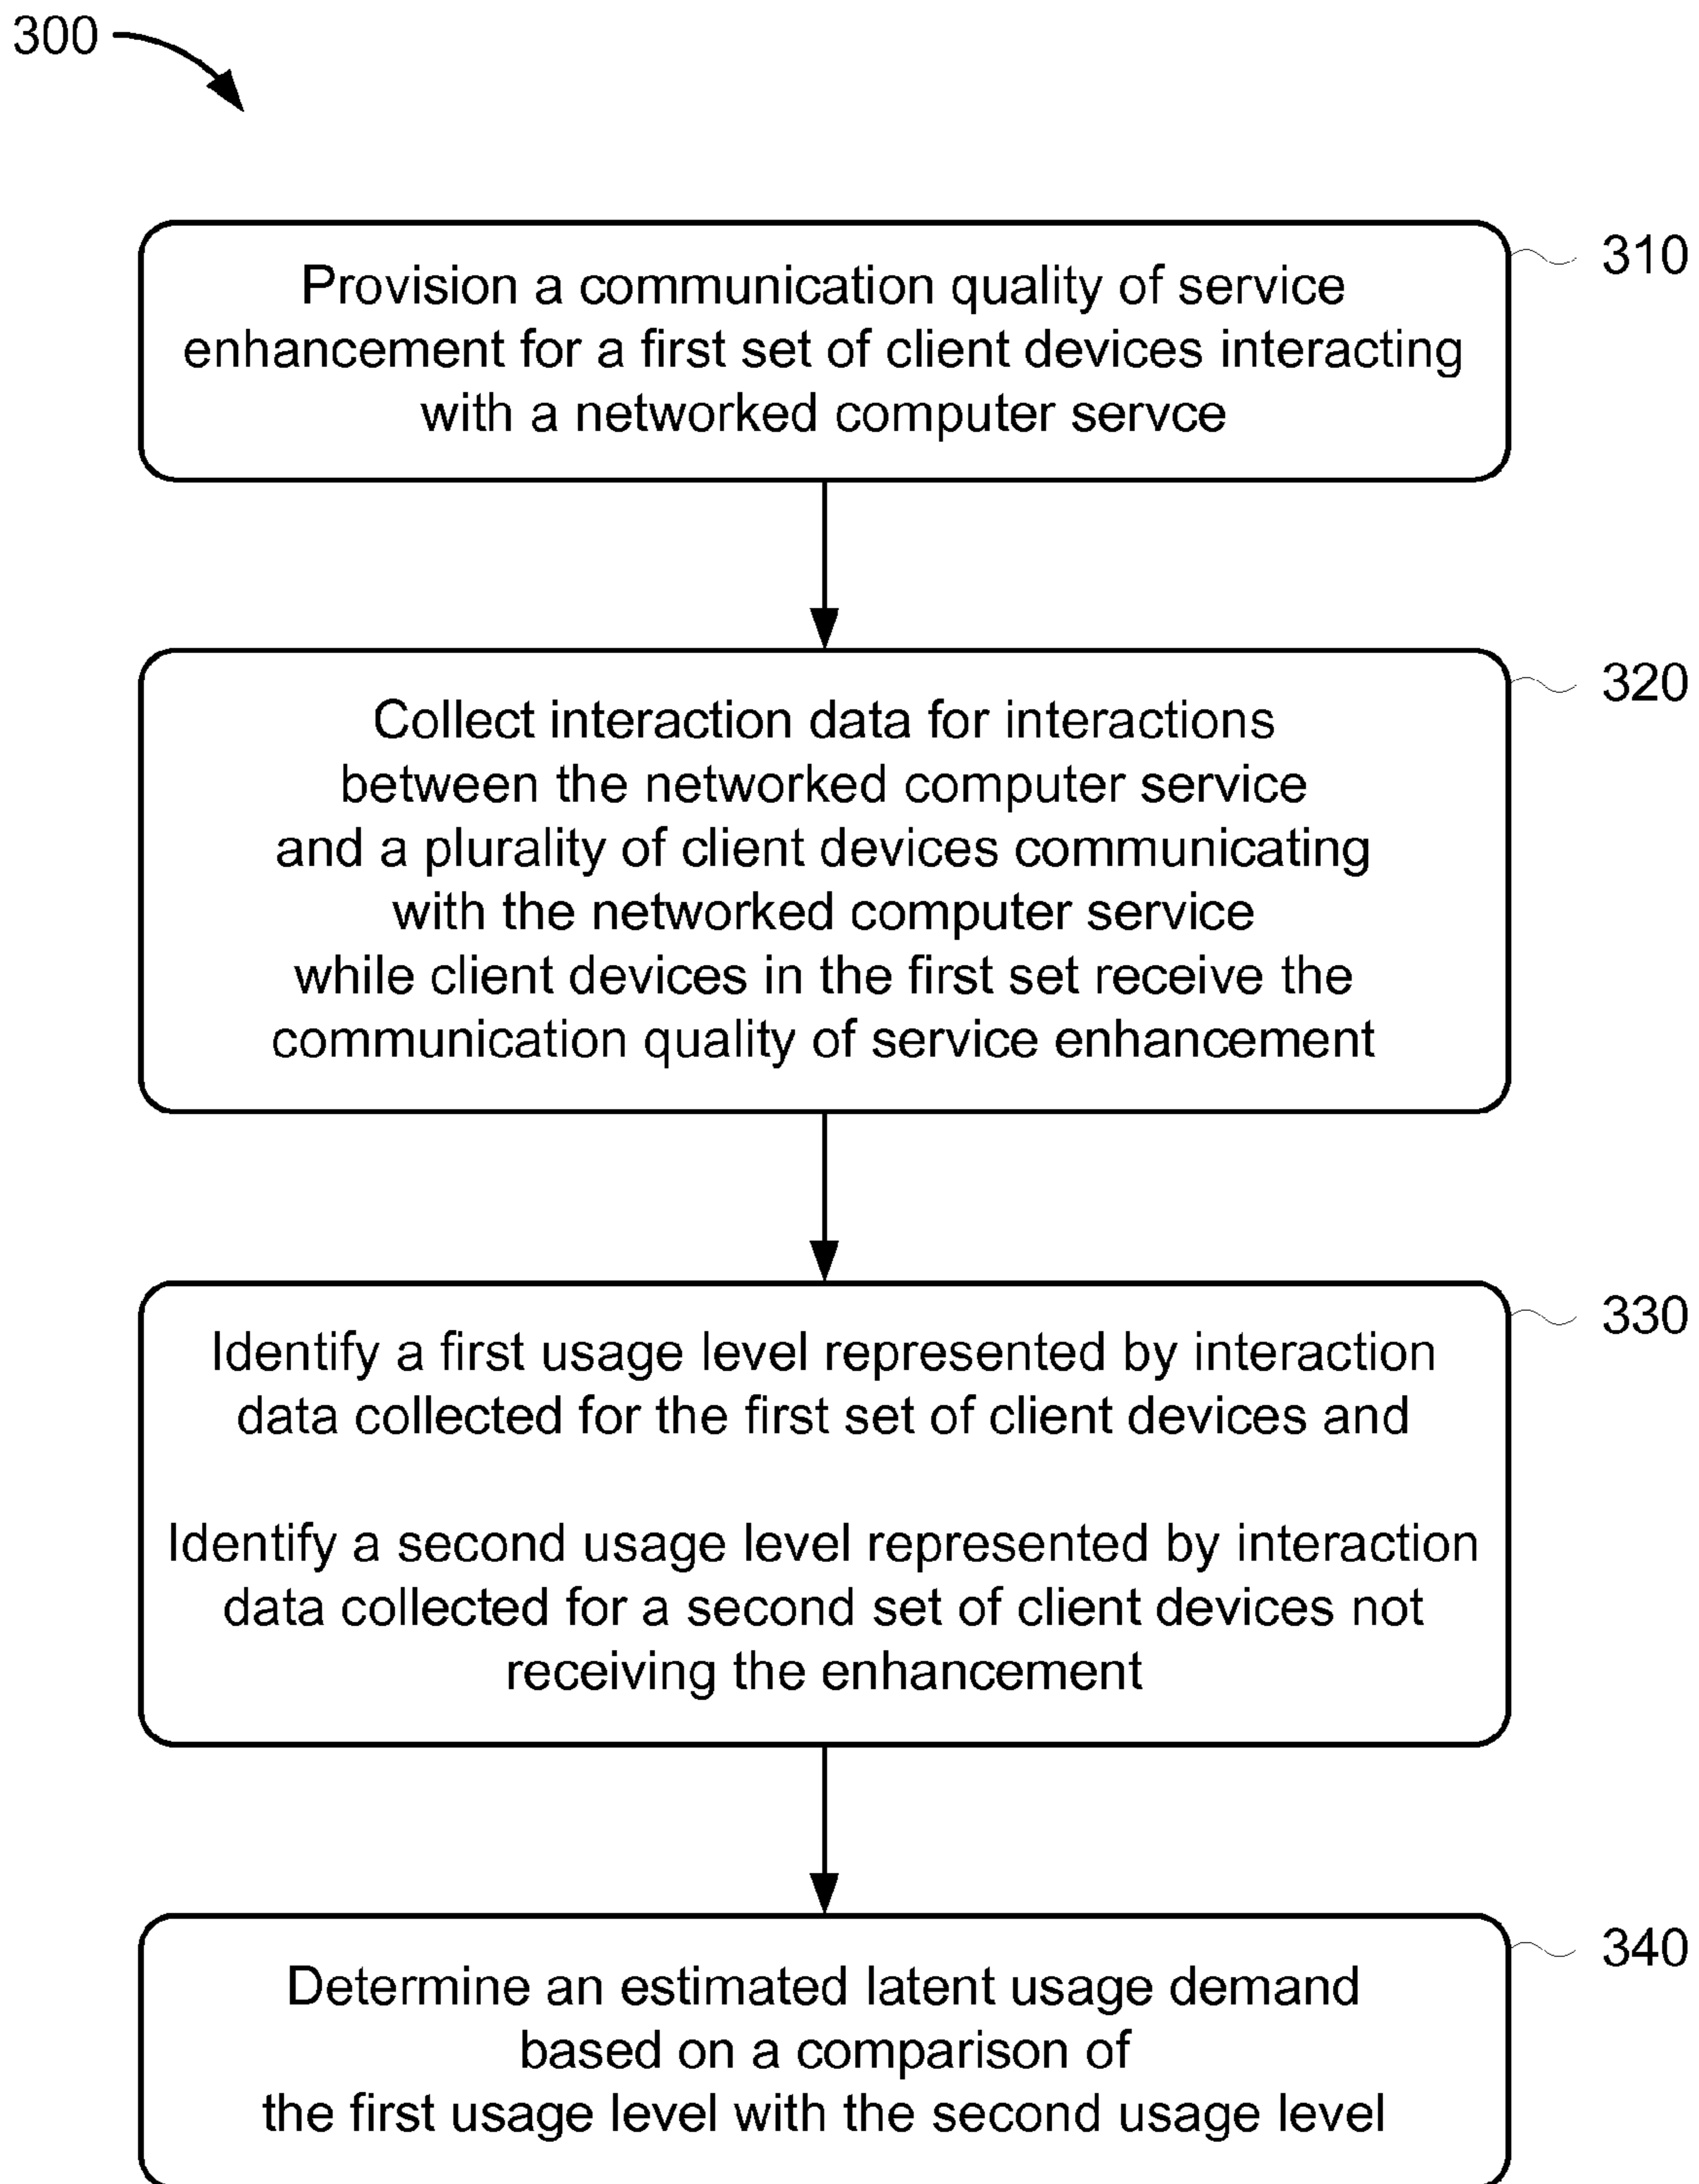 300
310
Provision a communication quality of service
enhancement for a first set of client devices interacting
with a networked computer servce
320
Collect interaction data for interactions
between the networked computer service
and a plurality of client devices communicating
with the networked computer service
while client devices in the first set receive the
communication quality of service enhancement
330
Identify a first usage level represented by interaction
data collected for the first set of client devices and
Identify a second usage level represented by interaction
data collected for a second set of client devices not
receiving the enhancement
340
Determine an estimated latent usage demand
based on a comparison of
the first usage level with the second usage level